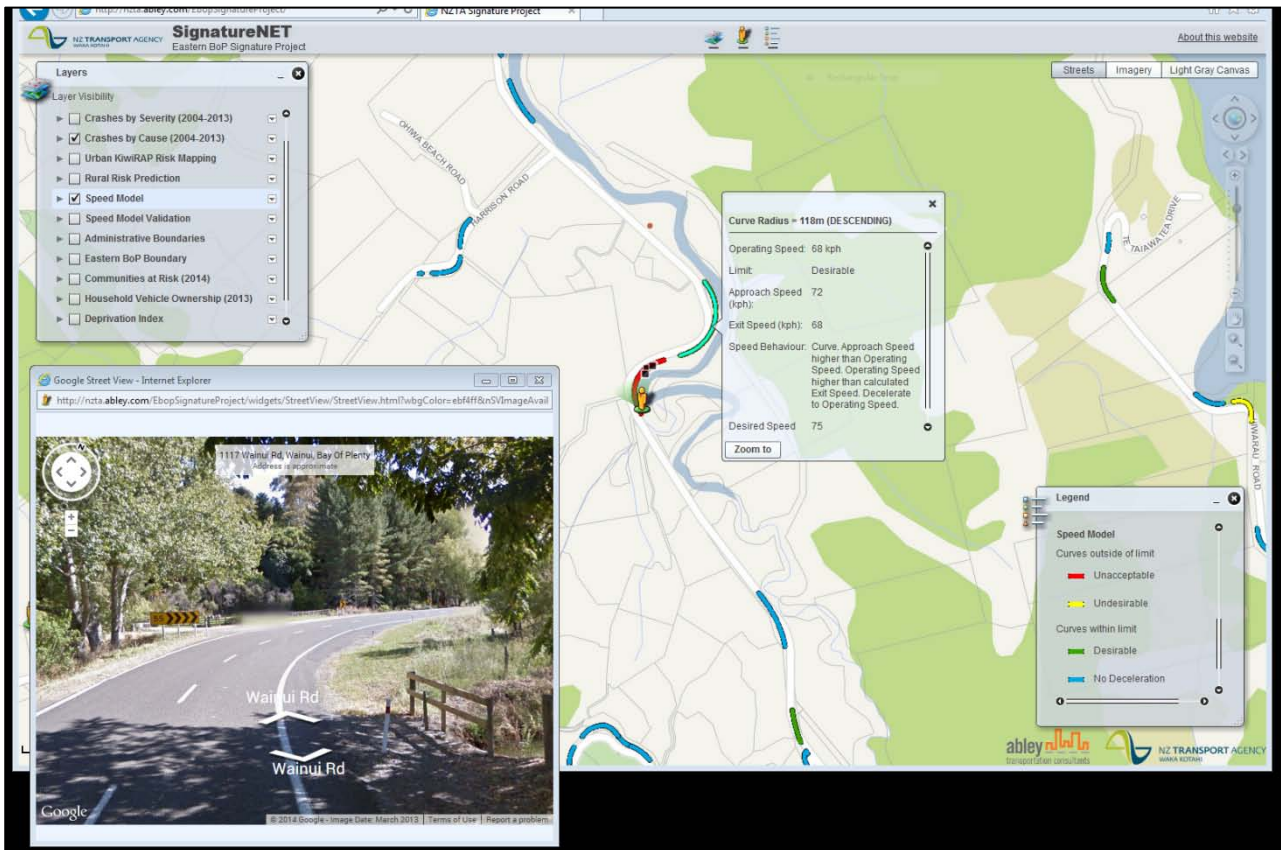 http://nzta.abley.com/EbopSignatureProject/
NZTA Signature Project
NZ TRANSPORT AGENCY
WAKA KOTAHI
SignatureNET
Eastern BoP Signature Project
About this website
Layers
Layer Visibility
Crashes by Severity (2004-2013)
Crashes by Cause (2004-2013)
Urban KiwiRAP Risk Mapping
Rural Risk Prediction
Speed Model
Speed Model Validation
Administrative Boundaries
Eastern BoP Boundary
Communities at Risk (2014)
Household Vehicle Ownership (2013)
Deprivation Index
OHIWA BEACH ROAD
HARRISON ROAD
Streets
Imagery
Light Gray Canvas
TE TAIAWATEA DRIVE
WARAU ROAD
Curve Radius = 118m (DESCENDING)
Operating Speed: 68 kph
Limit: Desirable
Approach Speed 72
(kph):
Exit Speed (kph): 68
Speed Behaviour: Curve. Approach Speed
higher than Operating
Speed. Operating Speed
higher than calculated
Exit Speed. Decelerate
to Operating Speed.
Desired Speed 75
Zoom to
Google Street View - Internet Explorer
http://nzta.abley.com/EbopSignatureProject/widgets/StreetView/StreetView.html?wbgColor=ebf4ff&nSVImageAvail
N
1117 Wainui Rd, Wainui, Bay Of Plenty
Address is approximate
Wainui Rd
Wainui Rd
Google
© 2014 Google - Image Date: March 2013
Terms of Use
Report a problem
Legend
Speed Model
Curves outside of limit
Unacceptable
Undesirable
Curves within limit
Desirable
No Deceleration
abley
transportation consultants
NZ TRANSPORT AGENCY
WAKA KOTAHI